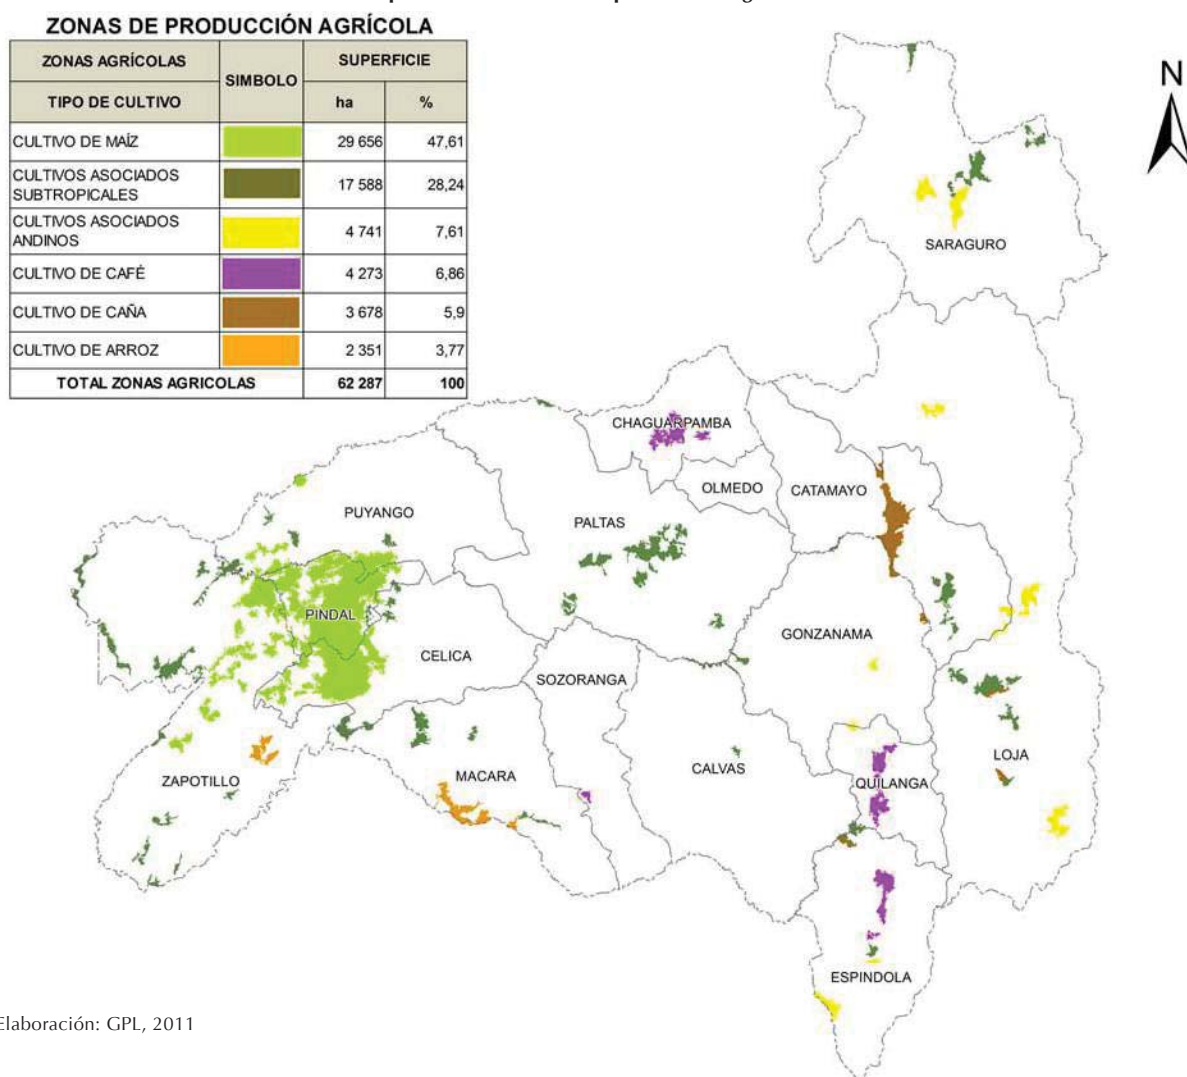 ZONAS DE PRODUCCIÓN AGRÍCOLA
ZONAS AGRÍCOLAS SIMBOLO SUPERFICIE
TIPO DE CULTIVO ha %
CULTIVO DE MAÍZ 29 656 47,61
CULTIVOS ASOCIADOS
SUBTROPICALES 17 588 28,24
CULTIVOS ASOCIADOS
ANDINOS 4 741 7,61
CULTIVO DE CAFÉ 4 273 6,86
CULTIVO DE CAÑA 3 678 5,9
CULTIVO DE ARROZ 2 351 3,77
TOTAL ZONAS AGRICOLAS 62 287 100
N
SARAGURO
CHAGUARPAMBA
OLMEDO
CATAMAYO
PUYANGO
PALTAS
PINDAL
GONZANAMA
CELICA
SOZORANGA
LOJA
CALVAS
MACARA
ZAPOTILLO
QUILANGA
ESPINDOLA
Elaboración: GPL, 2011